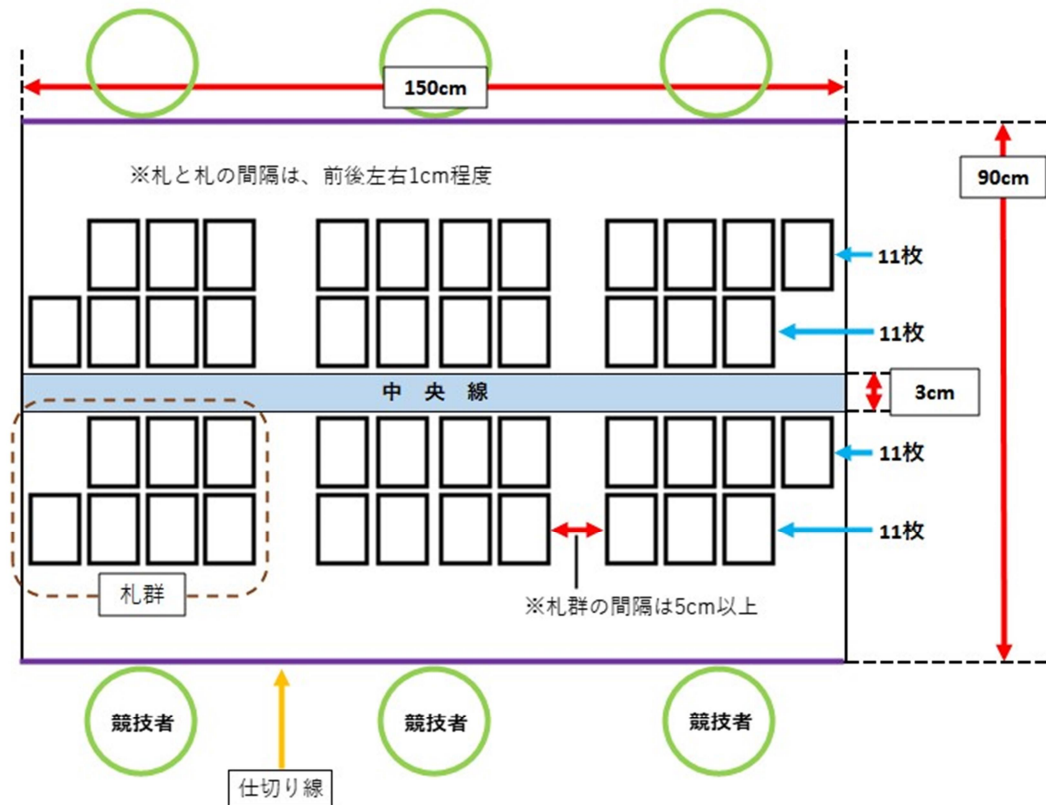 150cm
90cm
※札と札の間隔は、前後左右1cm程度
11枚
11枚
中央線
3cm
11枚
11枚
札群
※札群の間隔は5cm以上
競技者
競技者
競技者
仕切り線